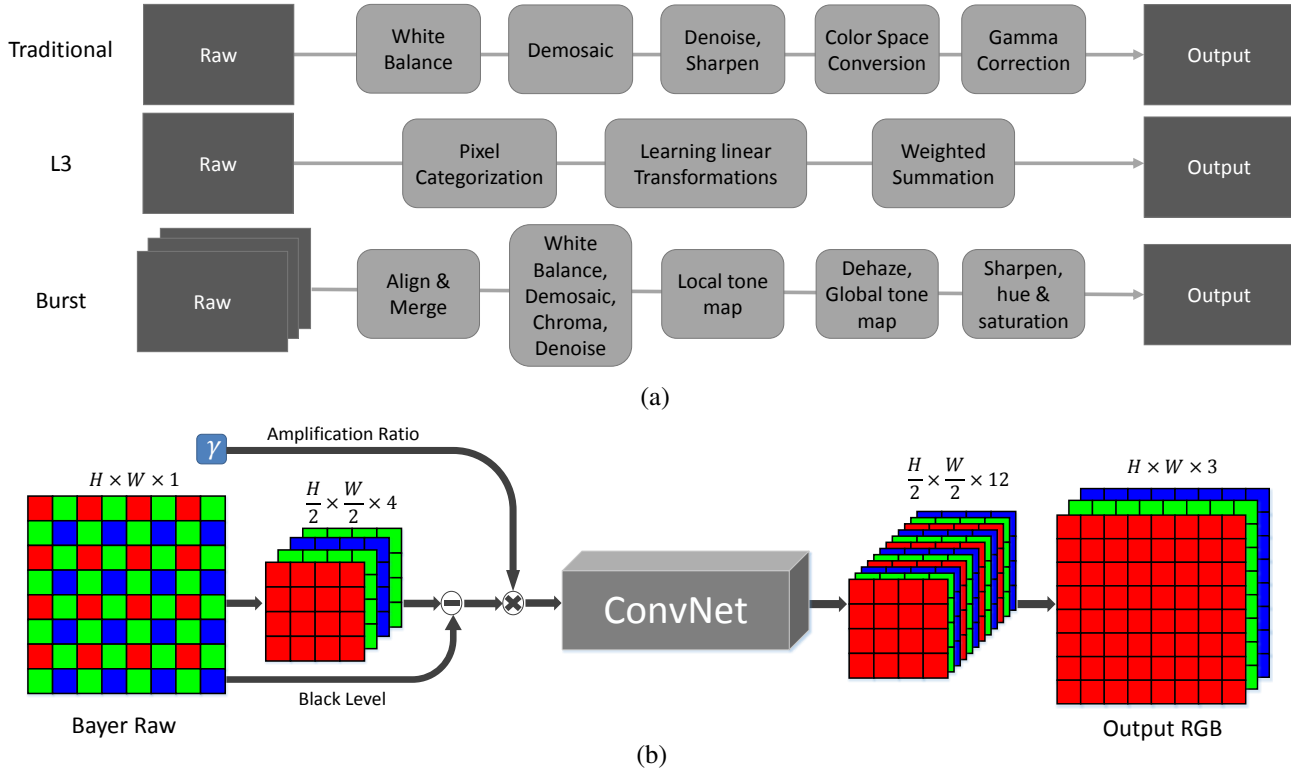 Traditional
Raw
White
Balance
Demosaic
Denoise,
Sharpen
Color Space
Conversion
Gamma
Correction
Output
L3
Raw
Pixel
Categorization
Learning linear
Transformations
Weighted
Summation
Output
Burst
Raw
Align &
Merge
White
Balance,
Demosaic,
Chroma,
Denoise
Local tone
map
Dehaze,
Global tone
map
Sharpen,
hue &
saturation
Output
(a)
γ
Amplification Ratio
H × W × 1
H/2 × W/2 × 4
ConvNet
H/2 × W/2 × 12
H × W × 3
Black Level
Bayer Raw
Output RGB
(b)